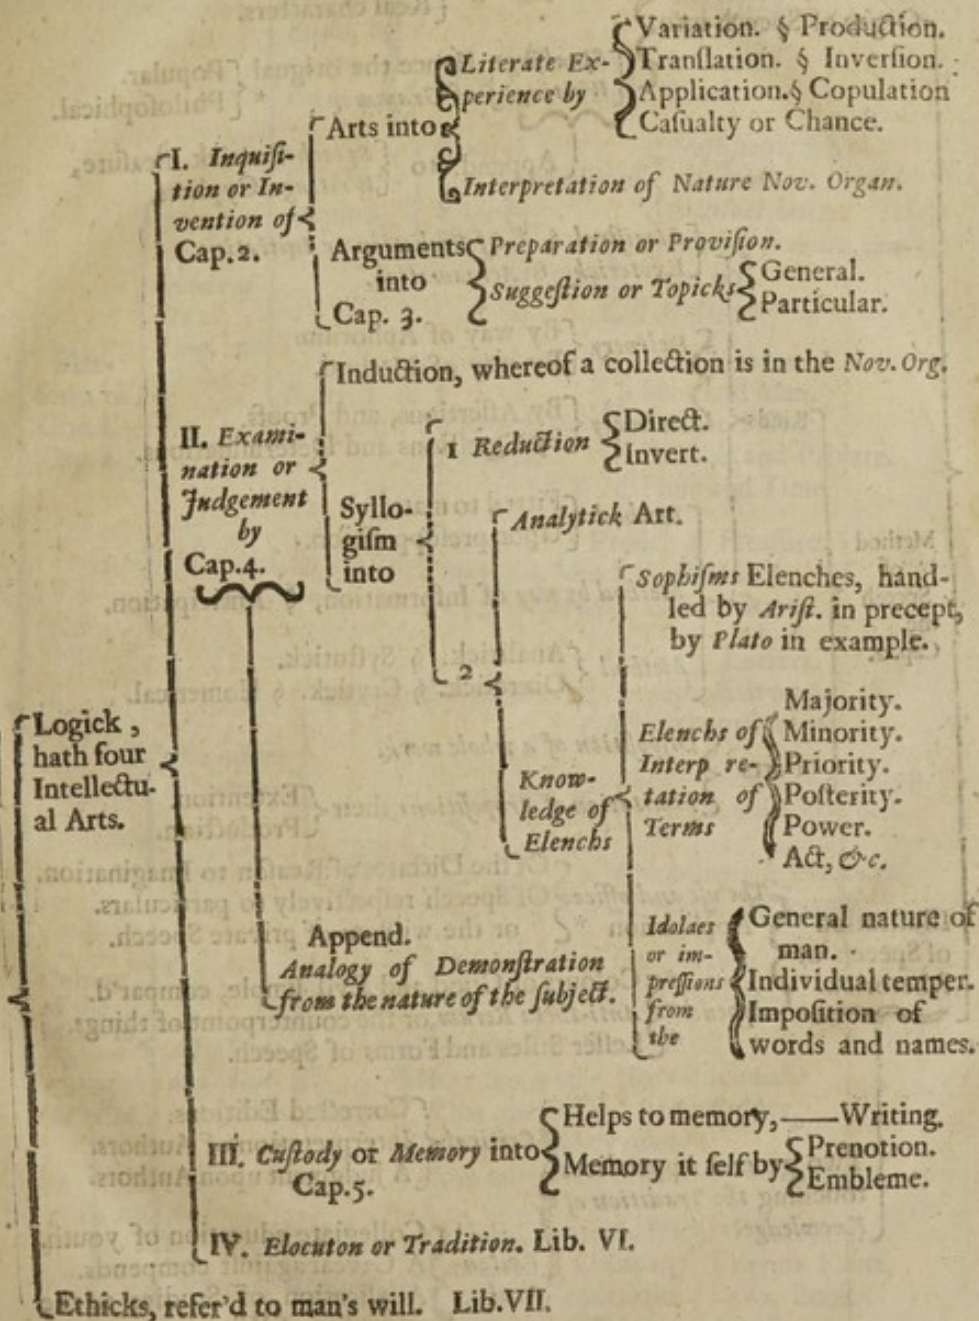 Variation. § Production.
Literate Ex- Tranſlation. § Inverſion.
perience by Application. § Copulation
Caſualty or Chance.
Arts into
I. Inquiſi-
tion or In-
vention of
Cap.2.
Interpretation of Nature Nov. Organ.
Arguments
into
Cap. 3.
Preparation or Proviſion.
Suggeſtion or Topicks
General.
Particular.
Induction, whereof a collection is in the Nov. Org.
II. Exami-
nation or
Judgement
by
Cap.4.
Syllo-
giſm
into
1 Reduction
Direct.
Invert.
2
Analytick Art.
Sophiſms Elenches, hand-
led by Ariſt. in precept,
by Plato in example.
Know-
ledge of
Elenchs
Elenchs of
Interp re-
tation of
Terms
Majority.
Minority.
Priority.
Poſterity.
Power.
Act, &c.
Logick,
hath four
Intellectu-
al Arts.
Append.
Analogy of Demonſtration
from the nature of the ſubject.
Idolaes
or im-
preſſions
from
the
General nature of
man.
Individual temper.
Impoſition of
words and names.
III. Cuſtody or Memory into
Cap.5.
Helps to memory,——Writing.
Memory it ſelf by
Prenotion.
Embleme.
IV. Elocuton or Tradition. Lib. VI.
Ethicks, refer'd to man's will. Lib.VII.